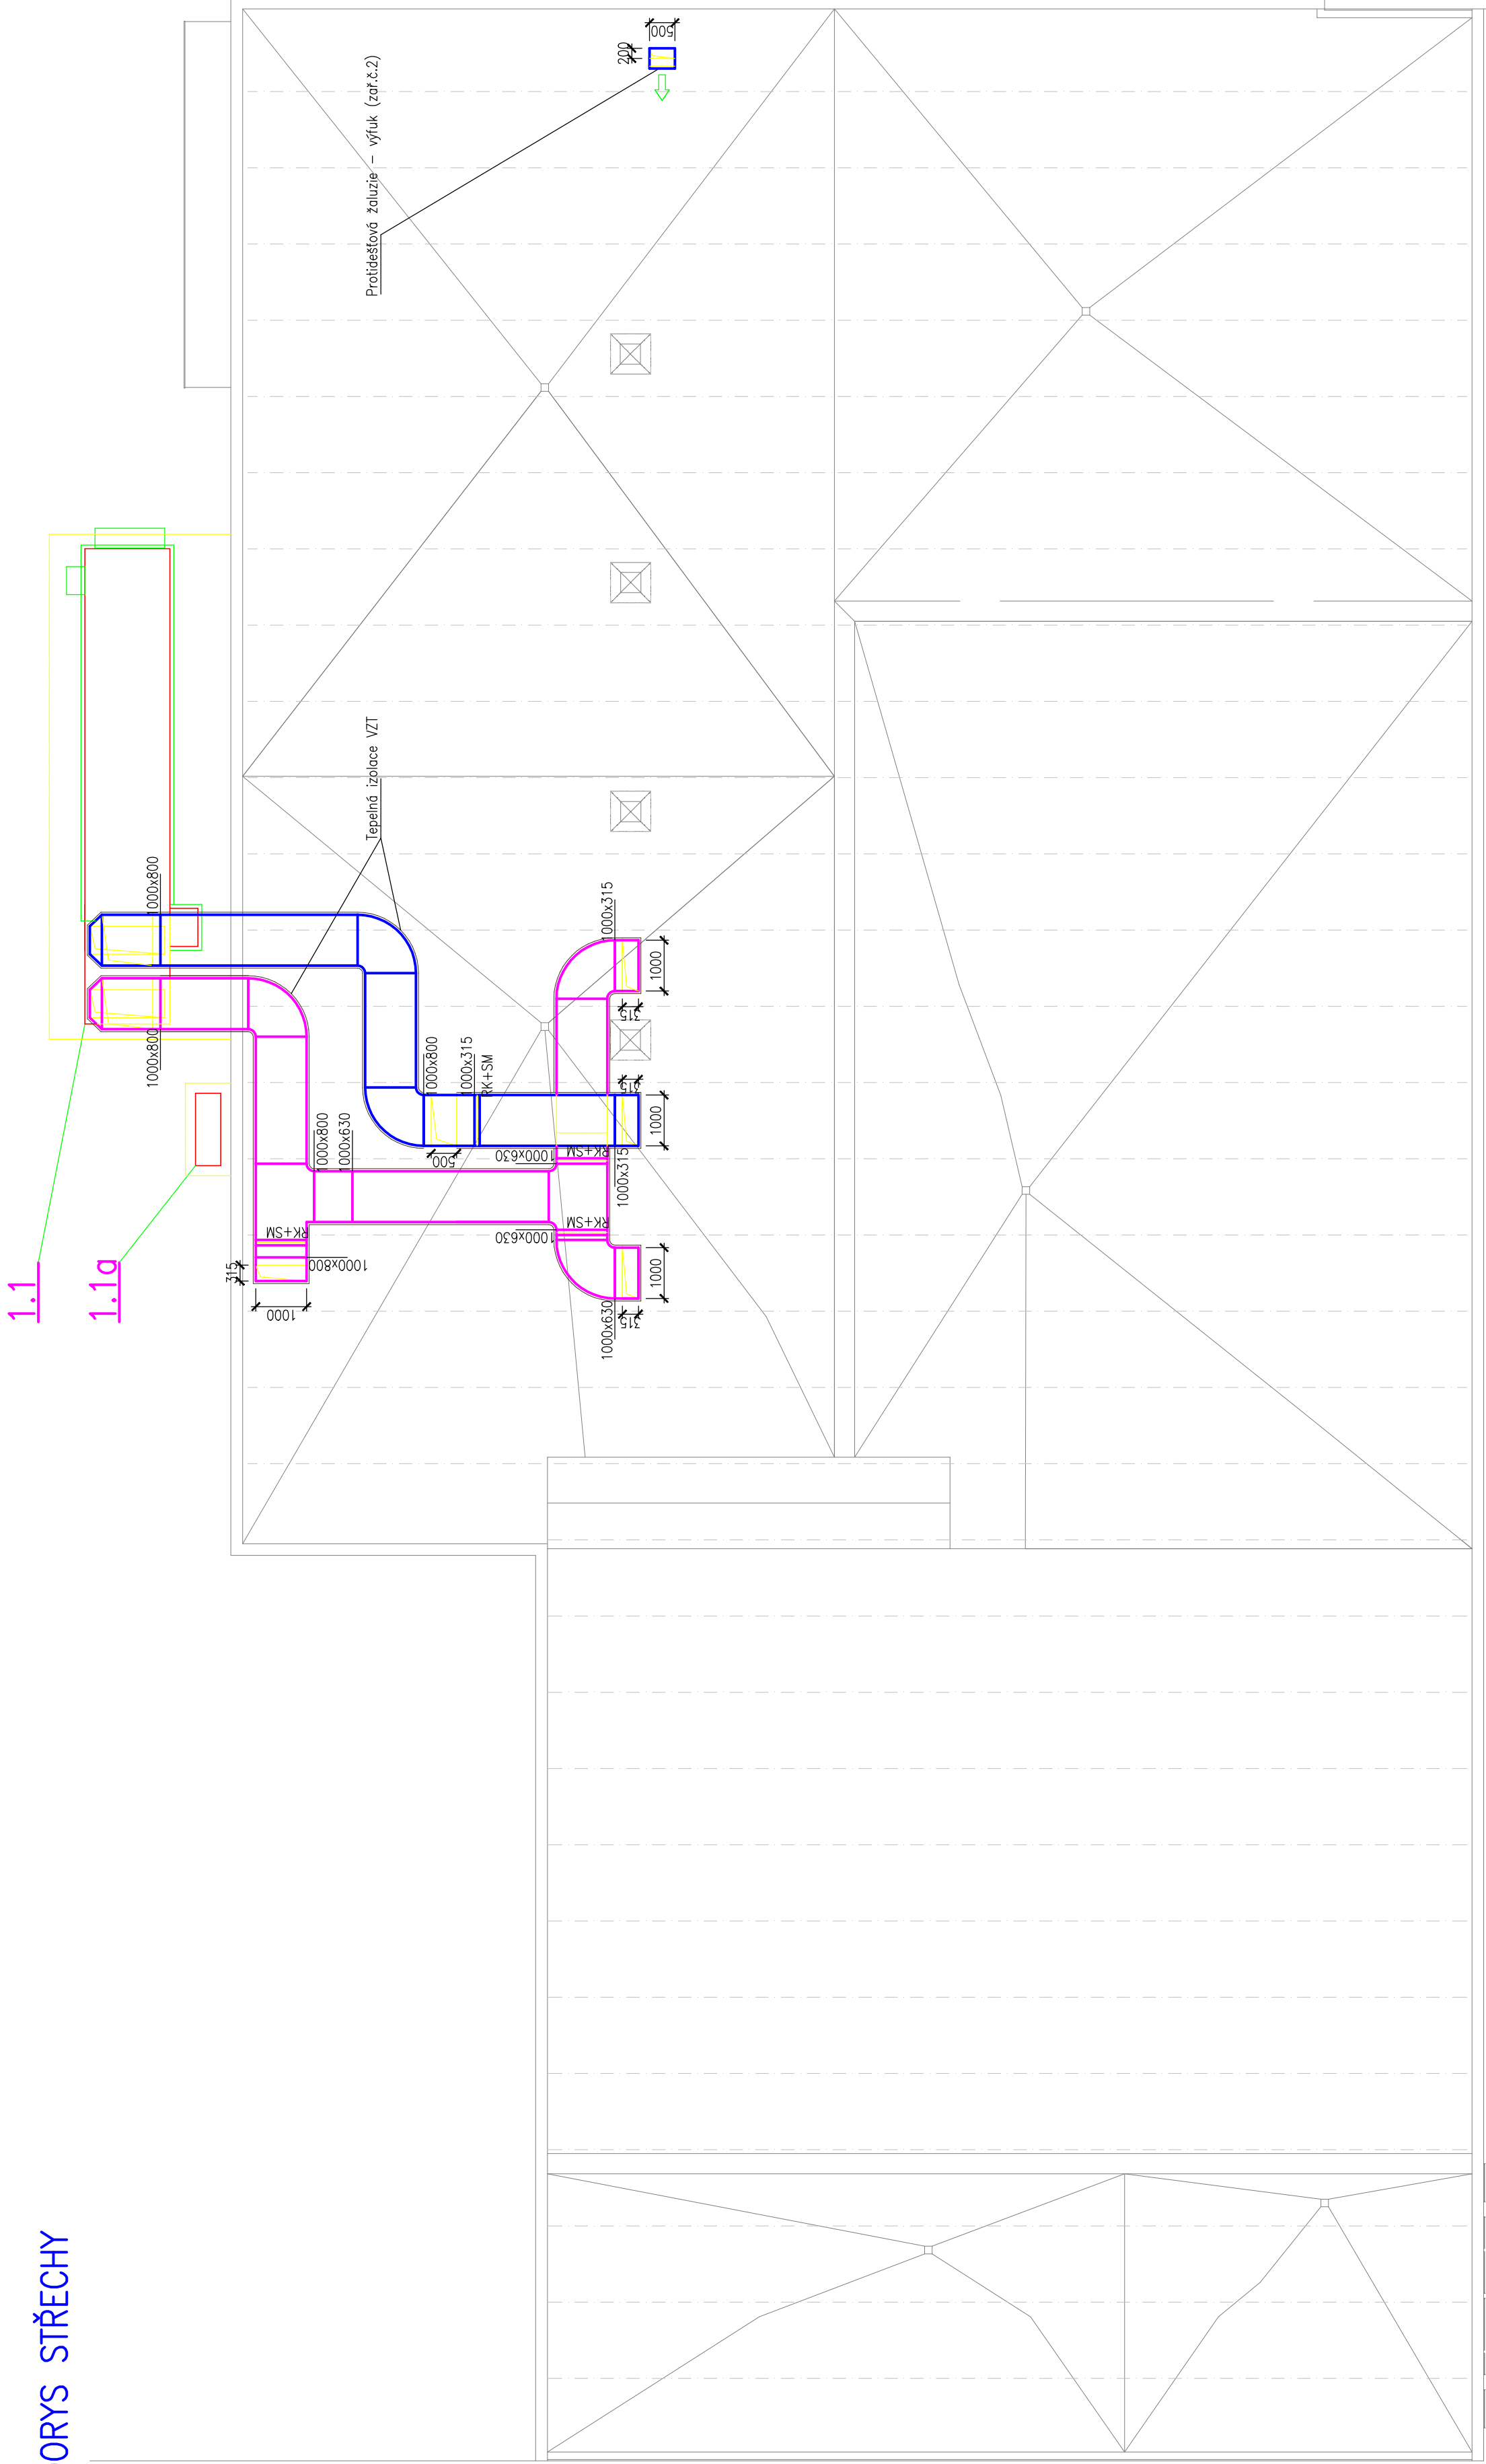 ORYS STŘECHY
1.1
1.1a
Protidešťová žaluzie – výfuk (zař.č.2)
200
500
Tepelná izolace VZT
1000x800
1000x800
1000x800
1000x630
1000x800
1000x315
RK+SM
500
RK+SM
1000x800
315
1000
1000x630
RK+SM
1000x630
RK+SM
1000x315
315
1000
315
1000
1000x315
1000x630
315
1000